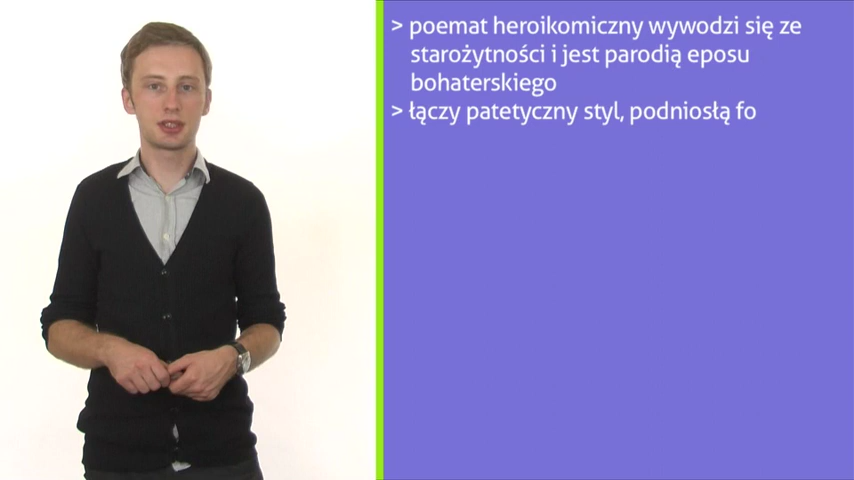 > poemat heroikomiczny wywodzi się ze
starożytności i jest parodią eposu
bohaterskiego
> łączy patetyczny styl, podniosłą fo